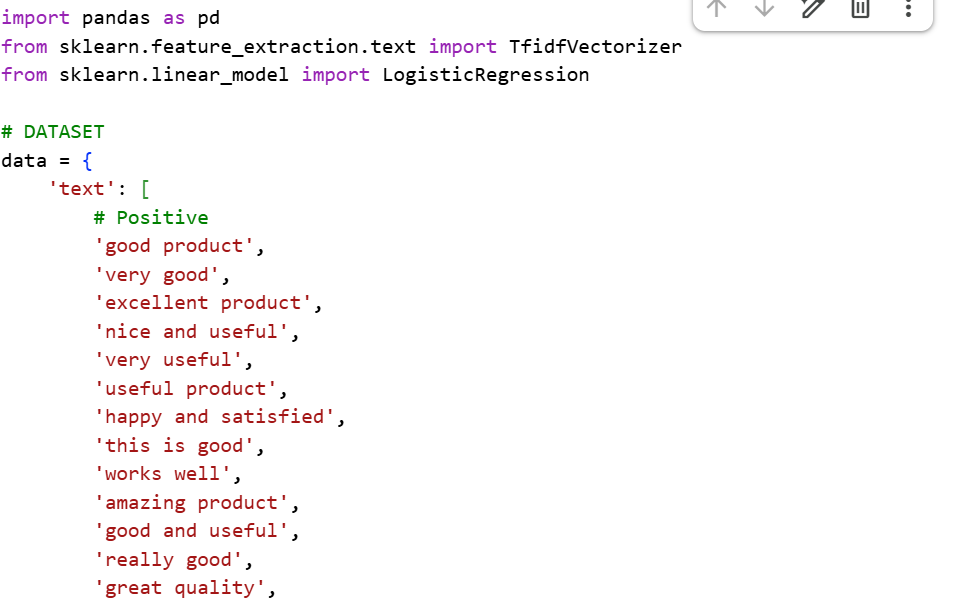 import pandas as pd
from sklearn.feature_extraction.text import TfidfVectorizer
from sklearn.linear_model import LogisticRegression
# DATASET
data = {
    'text': [
        # Positive
        'good product',
        'very good',
        'excellent product',
        'nice and useful',
        'very useful',
        'useful product',
        'happy and satisfied',
        'this is good',
        'works well',
        'amazing product',
        'good and useful',
        'really good',
        'great quality',